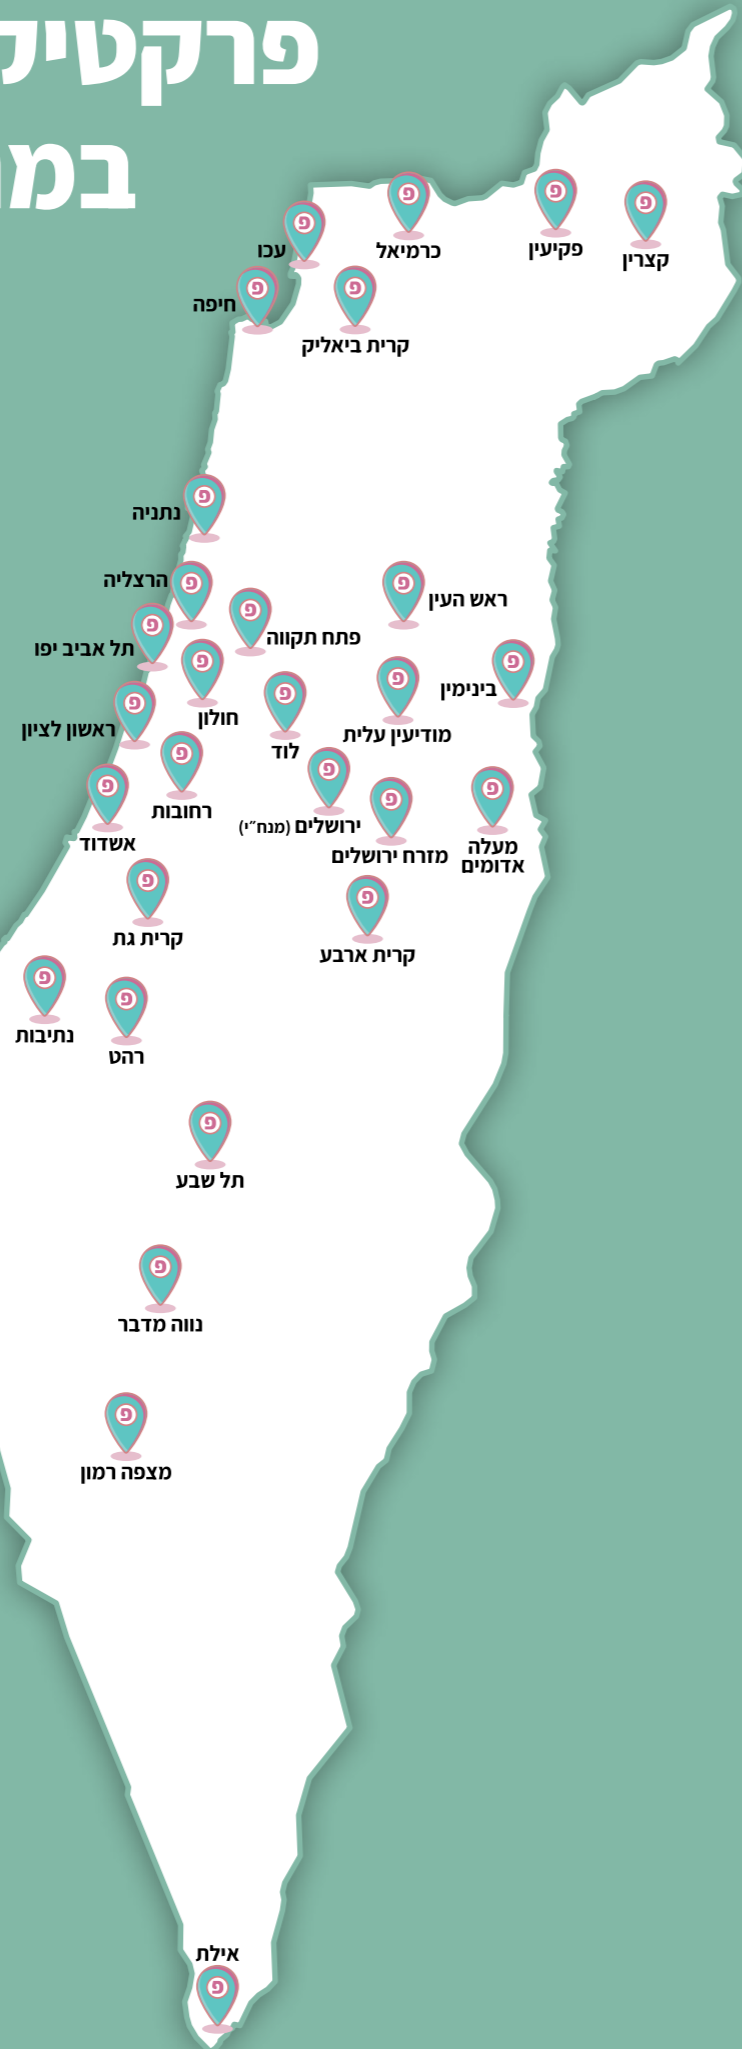 פרקטיק
במ
פקיעין
קצרין
כרמיאל
עכו
חיפה
קרית ביאליק
נתניה
הרצליה
ראש העין
פתח תקווה
תל אביב יפו
בינימין
חולון
ראשון לציון
מודיעין עלית
לוד
רחובות
ירושלים (מנח״י)
אשדוד
מזרח ירושלים
מעלה
אדומים
קרית גת
קרית ארבע
נתיבות
רהט
תל שבע
נווה מדבר
מצפה רמון
אילת